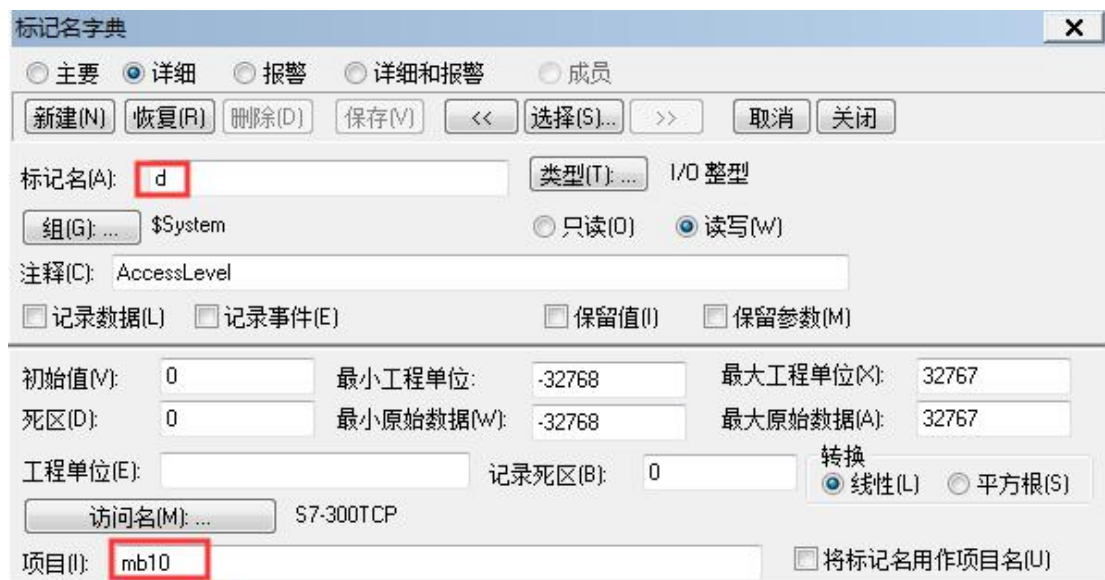 标记名字典
主要 详细 报警 详细和报警 成员
新建(N) 恢复(R) 删除(D) 保存(V) << 选择(S)... >> 取消 关闭
标记名(A): d 类型(T): ... I/O 整型
组(G): ... $System 只读(O) 读写(W)
注释(C): AccessLevel
记录数据(L) 记录事件(E) 保留值(I) 保留参数(M)
初始值(V): 0 最小工程单位: -32768 最大工程单位(X): 32767
死区(D): 0 最小原始数据(W): -32768 最大原始数据(A): 32767
工程单位(E): 记录死区(B): 0 转换
线性(L) 平方根(S)
访问名(M): ... S7-300TCP
项目(I): mb10 将标记名用作项目名(U)